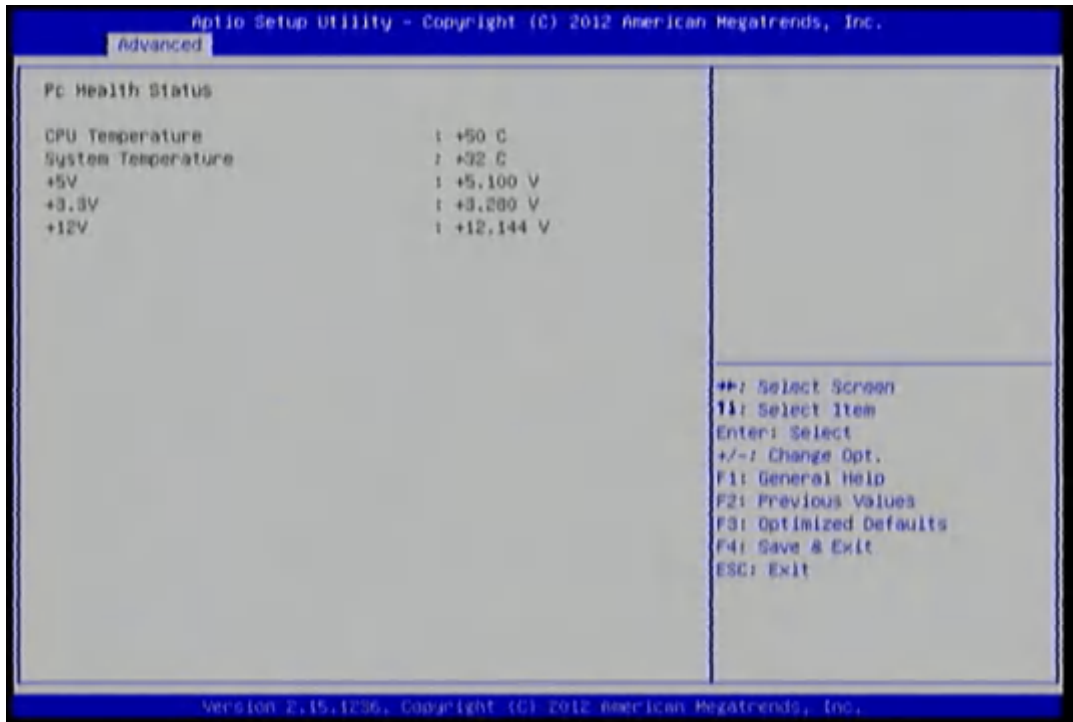 Aptio Setup Utility - Copyright (C) 2012 American Megatrends, Inc.
Advanced
Pc Health Status
CPU Temperature : +50 C
System Temperature : +32 C
+5V : +5.100 V
+3.3V : +3.280 V
+12V : +12.144 V
→←: Select Screen
↑↓: Select Item
Enter: Select
+/-: Change Opt.
F1: General Help
F2: Previous Values
F3: Optimized Defaults
F4: Save & Exit
ESC: Exit
Version 2.15.1236. Copyright (C) 2012 American Megatrends, Inc.